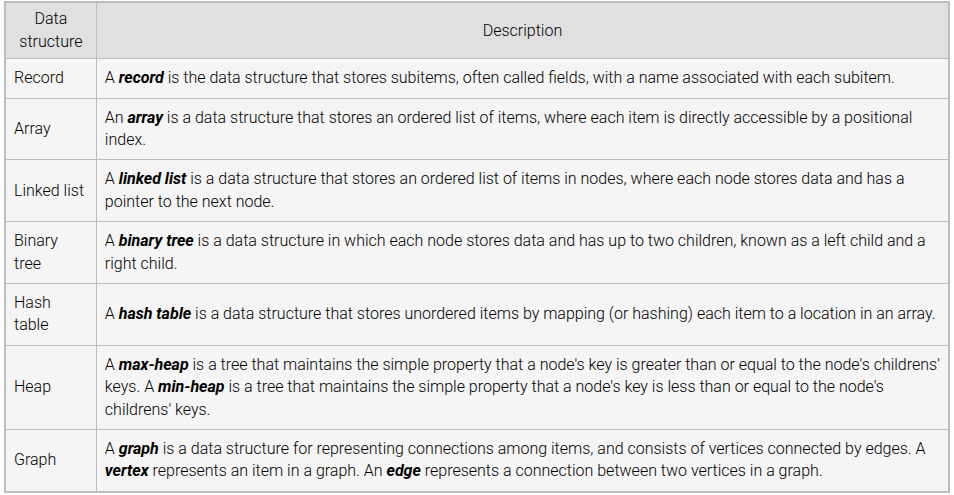 Data
structure
Description
Record
A record is the data structure that stores subitems, often called fields, with a name associated with each subitem.
Array
An array is a data structure that stores an ordered list of items, where each item is directly accessible by a positional
index.
Linked list
A linked list is a data structure that stores an ordered list of items in nodes, where each node stores data and has a
pointer to the next node.
Binary
tree
A binary tree is a data structure in which each node stores data and has up to two children, known as a left child and a
right child.
Hash
table
A hash table is a data structure that stores unordered items by mapping (or hashing) each item to a location in an array.
Heap
A max-heap is a tree that maintains the simple property that a node's key is greater than or equal to the node's childrens'
keys. A min-heap is a tree that maintains the simple property that a node's key is less than or equal to the node's
childrens' keys.
Graph
A graph is a data structure for representing connections among items, and consists of vertices connected by edges. A
vertex represents an item in a graph. An edge represents a connection between two vertices in a graph.